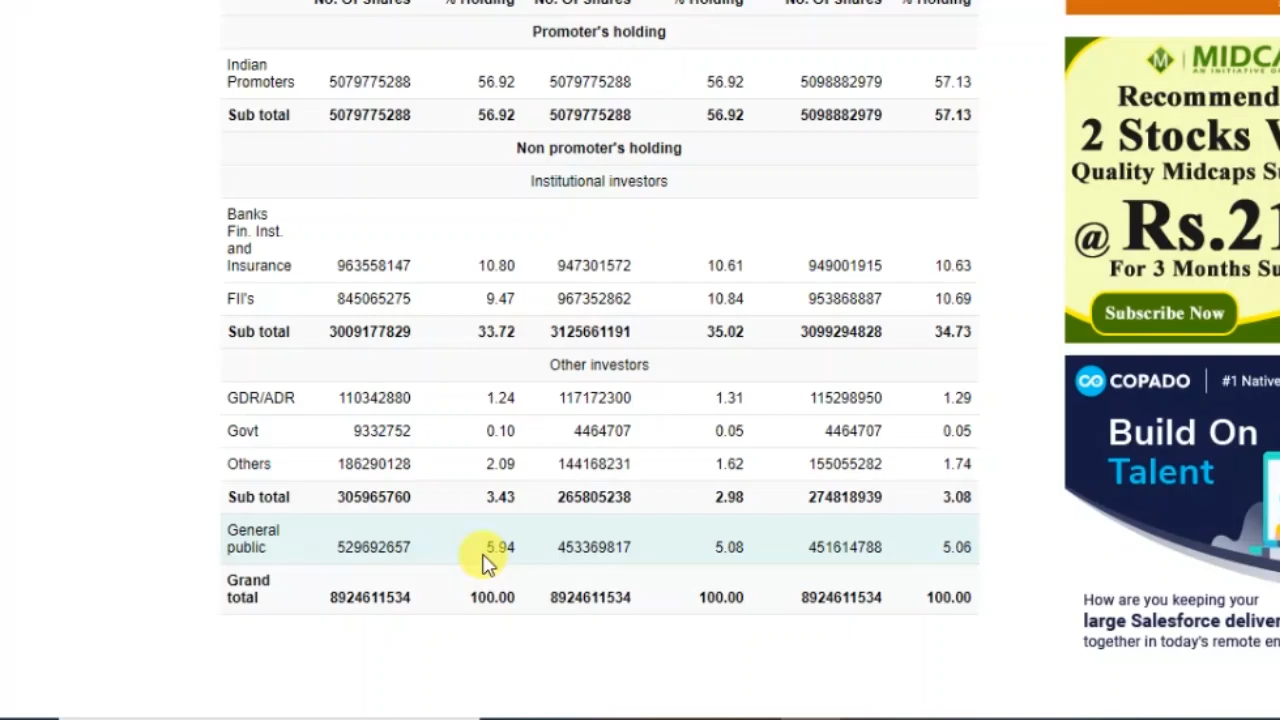 No. Of shares % Holding No. Of Shares % Holding No. Of shares % Holding
Promoter's holding
Indian
Promoters 5079775288 56.92 5079775288 56.92 5098882979 57.13
Sub total 5079775288 56.92 5079775288 56.92 5098882979 57.13
Non promoter's holding
Institutional investors
Banks
Fin. Inst.
and
Insurance 963558147 10.80 947301572 10.61 949001915 10.63
FII's 845065275 9.47 967352862 10.84 953868887 10.69
Sub total 3009177829 33.72 3125661191 35.02 3099294828 34.73
Other investors
GDR/ADR 110342880 1.24 117172300 1.31 115298950 1.29
Govt 9332752 0.10 4464707 0.05 4464707 0.05
Others 186290128 2.09 144168231 1.62 155055282 1.74
Sub total 305965760 3.43 265805238 2.98 274818939 3.08
General
public 529692657 5.94 453369817 5.08 451614788 5.06
Grand
total 8924611534 100.00 8924611534 100.00 8924611534 100.00
M MIDCA
AN INITIATIVE O
Recommend
2 Stocks
Quality Midcaps S
@ Rs.21
For 3 Months Su
Subscribe Now
COPADO #1 Native
Build On
Talent
How are you keeping your
large Salesforce deliver
together in today's remote en